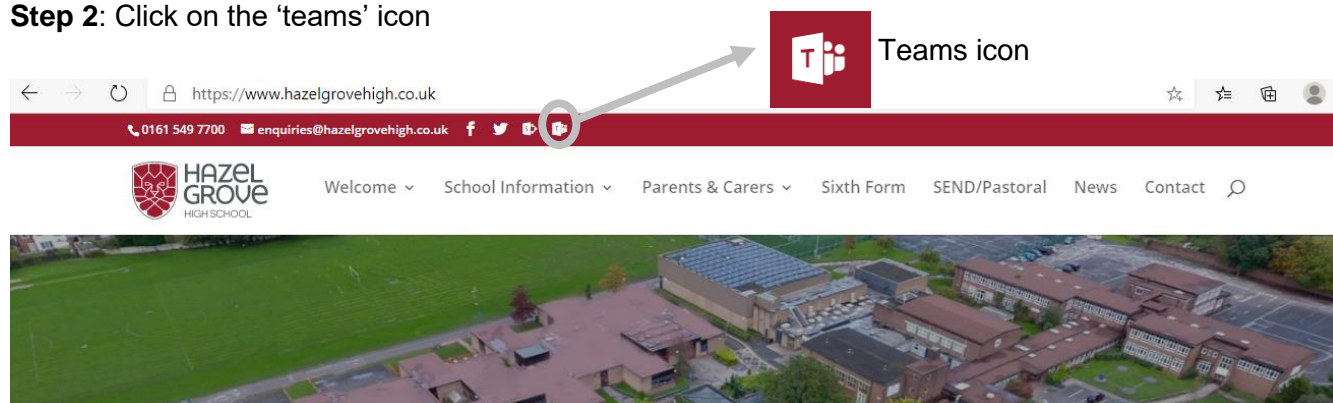 Step 2: Click on the ‘teams’ icon
Teams icon
https://www.hazelgrovehigh.co.uk
0161 549 7700 enquiries@hazelgrovehigh.co.uk
HAZEL
GROVE
HIGH SCHOOL
Welcome School Information Parents & Carers Sixth Form SEND/Pastoral News Contact